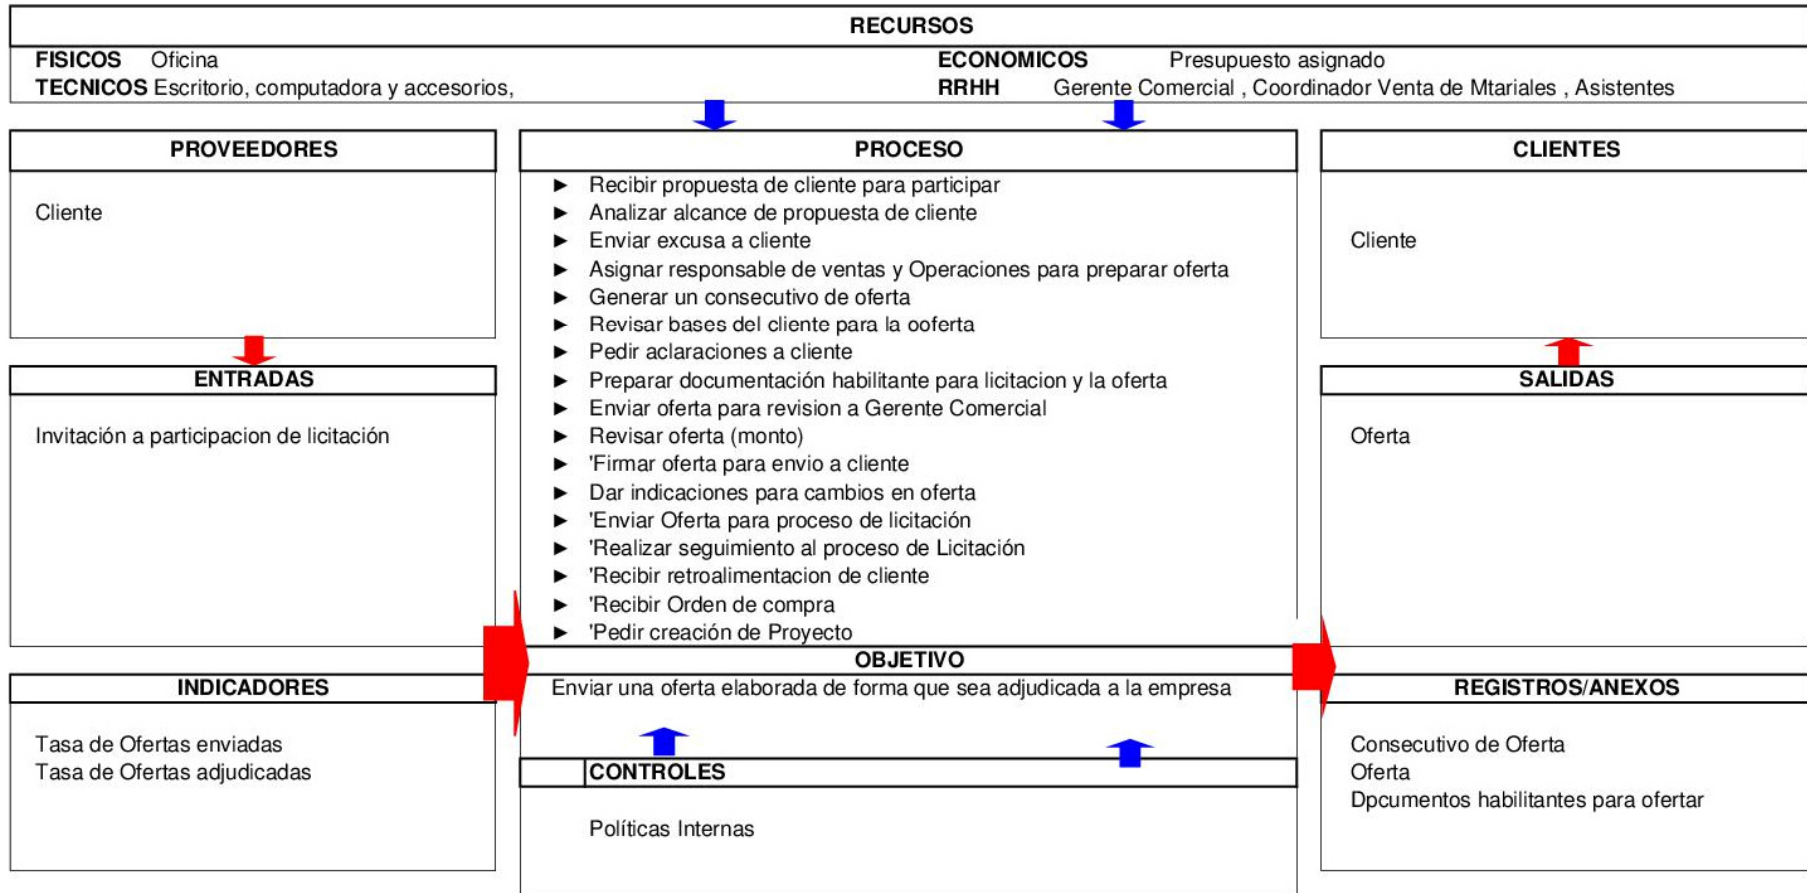 RECURSOS
FISICOS Oficina
ECONOMICOS Presupuesto asignado
TECNICOS Escritorio, computadora y accesorios,
RRHH Gerente Comercial , Coordinador Venta de Mtariales , Asistentes
PROVEEDORES
Cliente
ENTRADAS
Invitación a participacion de licitación
INDICADORES
Tasa de Ofertas enviadas
Tasa de Ofertas adjudicadas
PROCESO
► Recibir propuesta de cliente para participar
► Analizar alcance de propuesta de cliente
► Enviar excusa a cliente
► Asignar responsable de ventas y Operaciones para preparar oferta
► Generar un consecutivo de oferta
► Revisar bases del cliente para la ooferta
► Pedir aclaraciones a cliente
► Preparar documentación habilitante para licitacion y la oferta
► Enviar oferta para revision a Gerente Comercial
► Revisar oferta (monto)
► 'Firmar oferta para envio a cliente
► Dar indicaciones para cambios en oferta
► 'Enviar Oferta para proceso de licitación
► 'Realizar seguimiento al proceso de Licitación
► 'Recibir retroalimentacion de cliente
► 'Recibir Orden de compra
► 'Pedir creación de Proyecto
OBJETIVO
Enviar una oferta elaborada de forma que sea adjudicada a la empresa
CONTROLES
Políticas Internas
CLIENTES
Cliente
SALIDAS
Oferta
REGISTROS/ANEXOS
Consecutivo de Oferta
Oferta
Dpcumentos habilitantes para ofertar